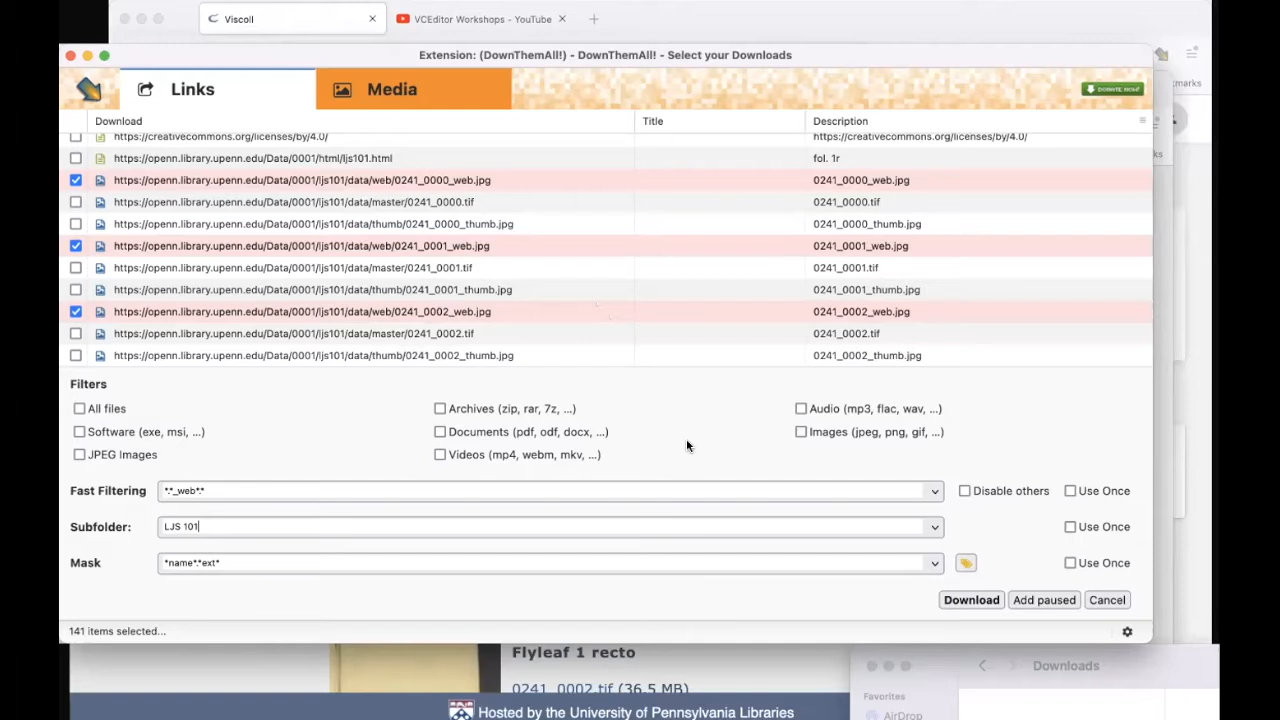 Viscoll
VCEditor Workshops - YouTube
Extension: (DownThemAll!) - DownThemAll! - Select your Downloads
Links
Media
DONATE NOW!
Download
Title
Description
https://creativecommons.org/licenses/by/4.0/ https://creativecommons.org/licenses/by/4.0/
https://openn.library.upenn.edu/Data/0001/html/ljs101.html fol. 1r
https://openn.library.upenn.edu/Data/0001/ljs101/data/web/0241_0000_web.jpg 0241_0000_web.jpg
https://openn.library.upenn.edu/Data/0001/ljs101/data/master/0241_0000.tif 0241_0000.tif
https://openn.library.upenn.edu/Data/0001/ljs101/data/thumb/0241_0000_thumb.jpg 0241_0000_thumb.jpg
https://openn.library.upenn.edu/Data/0001/ljs101/data/web/0241_0001_web.jpg 0241_0001_web.jpg
https://openn.library.upenn.edu/Data/0001/ljs101/data/master/0241_0001.tif 0241_0001.tif
https://openn.library.upenn.edu/Data/0001/ljs101/data/thumb/0241_0001_thumb.jpg 0241_0001_thumb.jpg
https://openn.library.upenn.edu/Data/0001/ljs101/data/web/0241_0002_web.jpg 0241_0002_web.jpg
https://openn.library.upenn.edu/Data/0001/ljs101/data/master/0241_0002.tif 0241_0002.tif
https://openn.library.upenn.edu/Data/0001/ljs101/data/thumb/0241_0002_thumb.jpg 0241_0002_thumb.jpg
Filters
All files
Archives (zip, rar, 7z, ...)
Audio (mp3, flac, wav, ...)
Software (exe, msi, ...)
Documents (pdf, odf, docx, ...)
Images (jpeg, png, gif, ...)
JPEG Images
Videos (mp4, webm, mkv, ...)
Fast Filtering *.*_web*.* Disable others Use Once
Subfolder: LJS 101 Use Once
Mask *name*.*ext* Use Once
Download Add paused Cancel
141 items selected...
Flyleaf 1 recto
0241_0002.tif (36.5 MB)
Hosted by the University of Pennsylvania Libraries
Downloads
Favorites
AirDrop